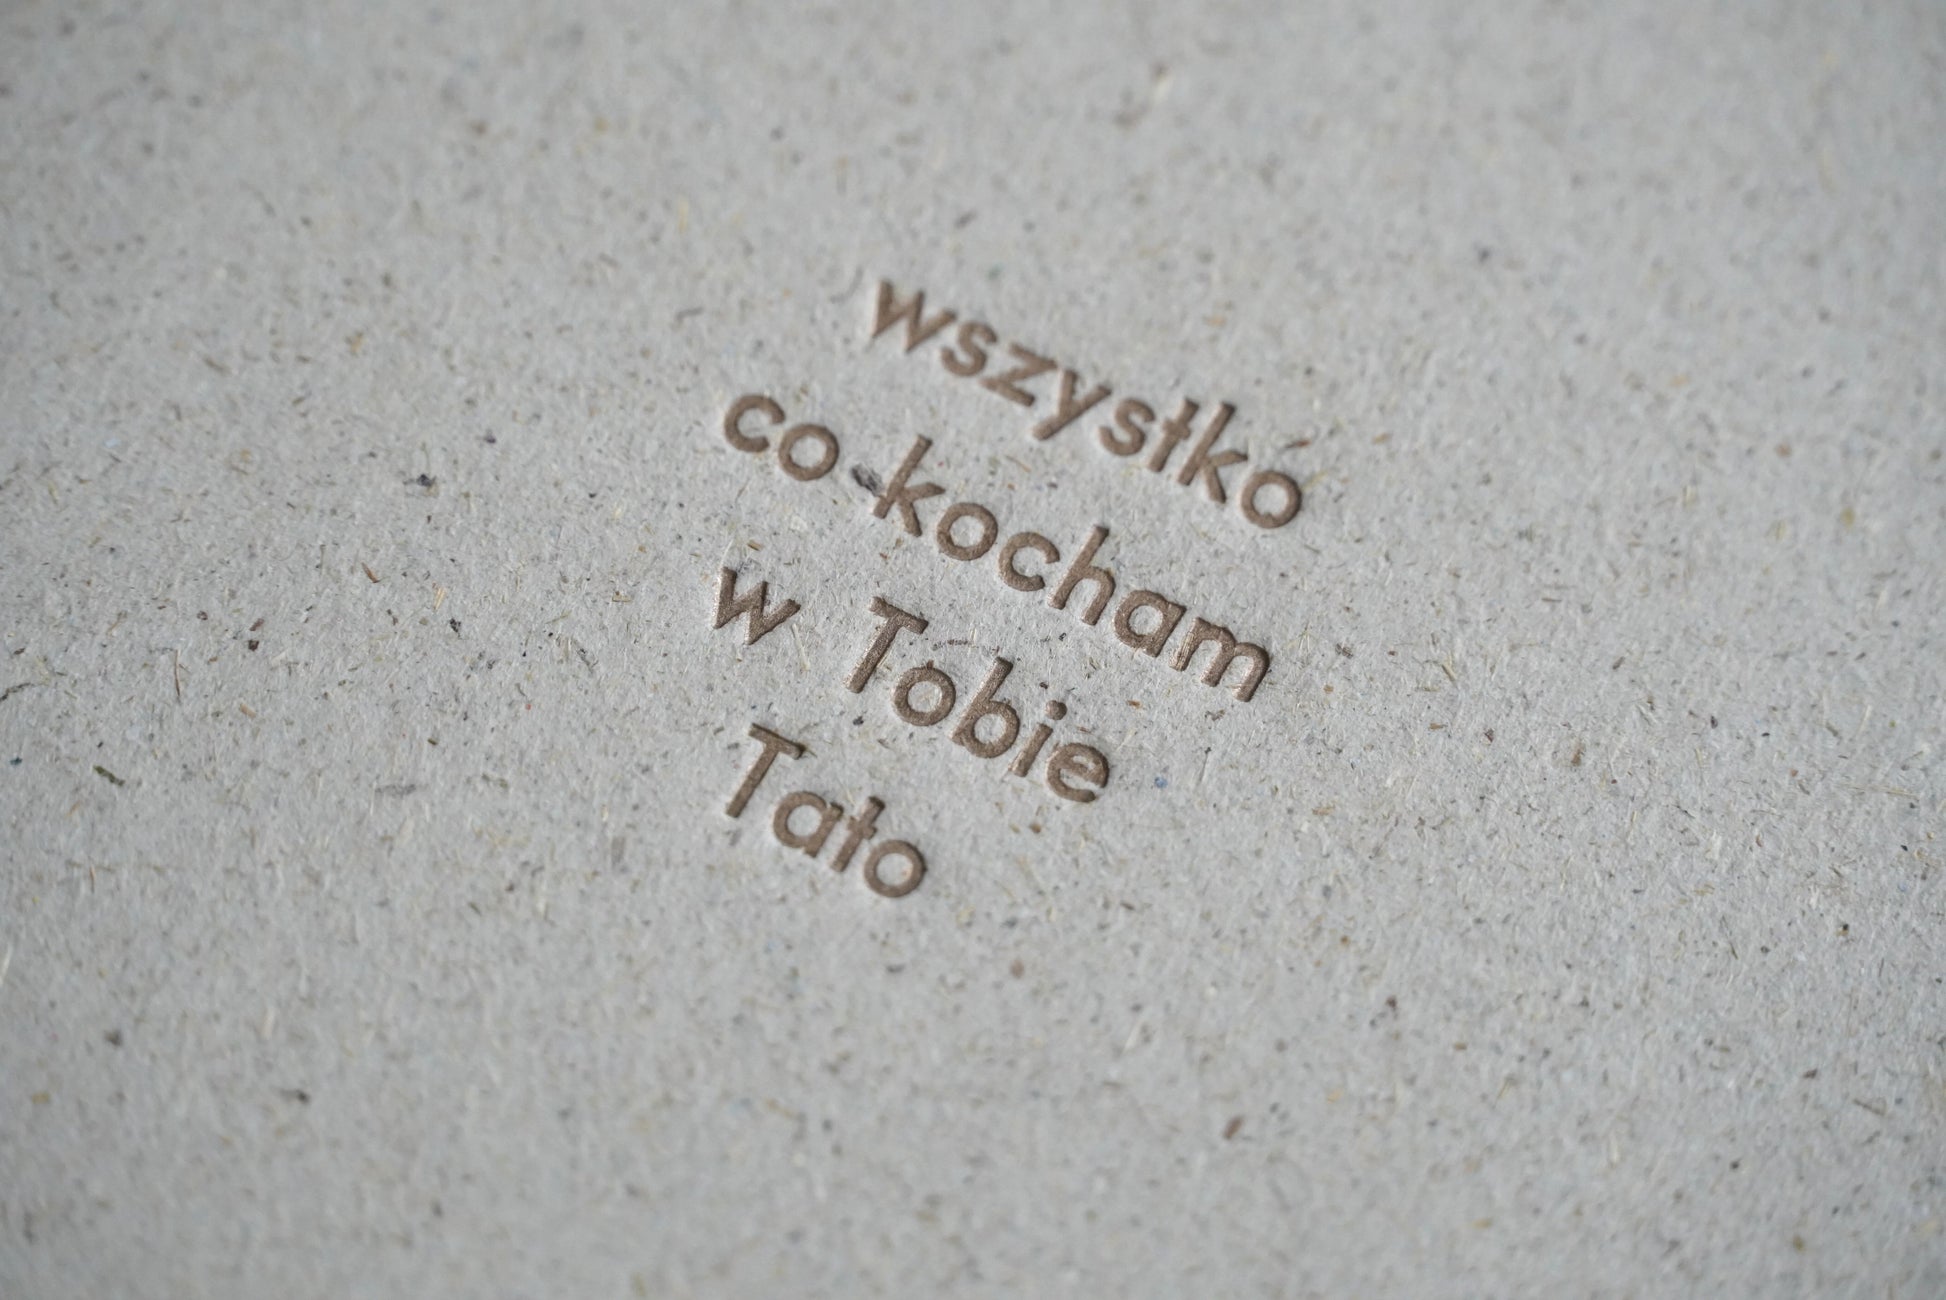 wszystko
co kocham
w Tobie
Tato